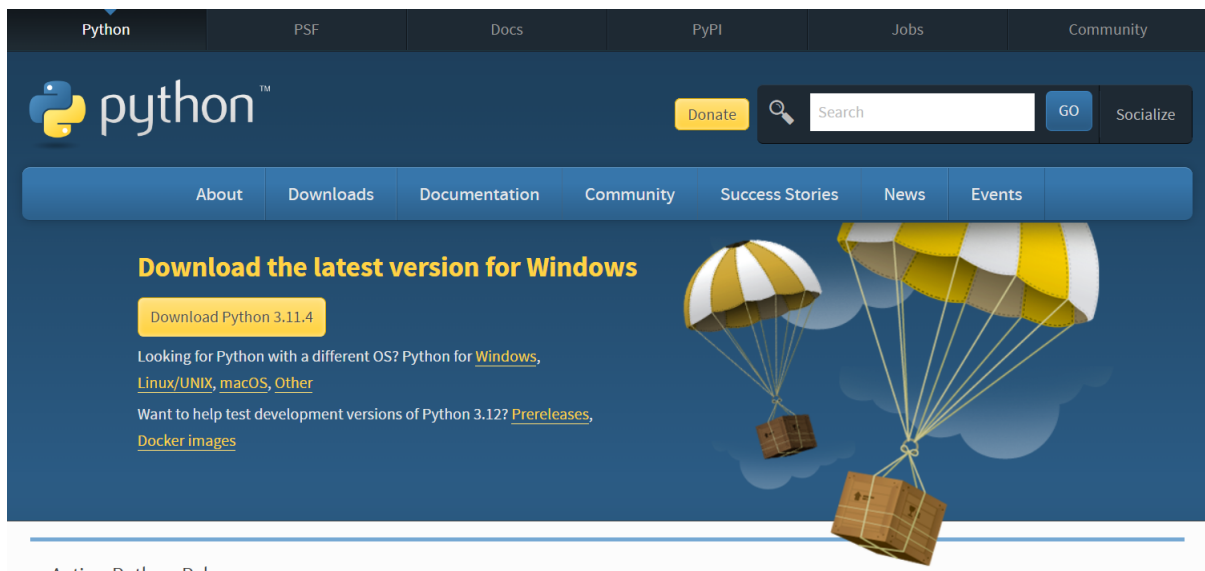 Python PSF Docs PyPI Jobs Community
python™
Donate Search GO Socialize
About Downloads Documentation Community Success Stories News Events
Download the latest version for Windows
Download Python 3.11.4
Looking for Python with a different OS? Python for Windows,
Linux/UNIX, macOS, Other
Want to help test development versions of Python 3.12? Prereleases,
Docker images